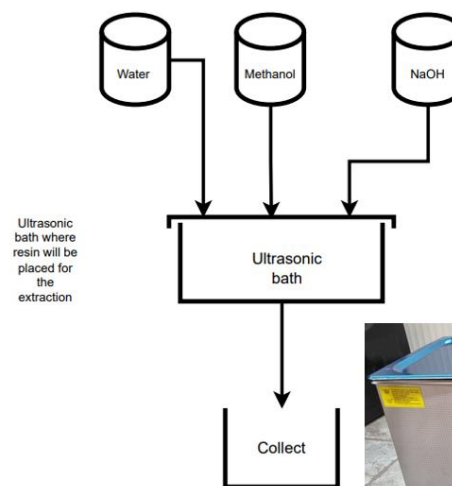 Water
Methanol
NaOH
Ultrasonic
bath where
resin will be
placed for
the
extraction
Ultrasonic
bath
Collect